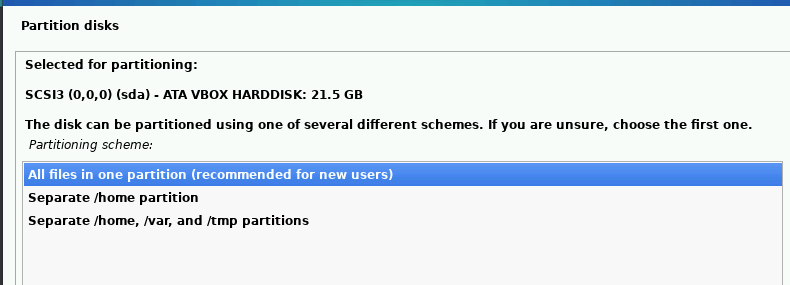 Partition disks
Selected for partitioning:
SCSI3 (0,0,0) (sda) - ATA VBOX HARDDISK: 21.5 GB
The disk can be partitioned using one of several different schemes. If you are unsure, choose the first one.
Partitioning scheme:
All files in one partition (recommended for new users)
Separate /home partition
Separate /home, /var, and /tmp partitions